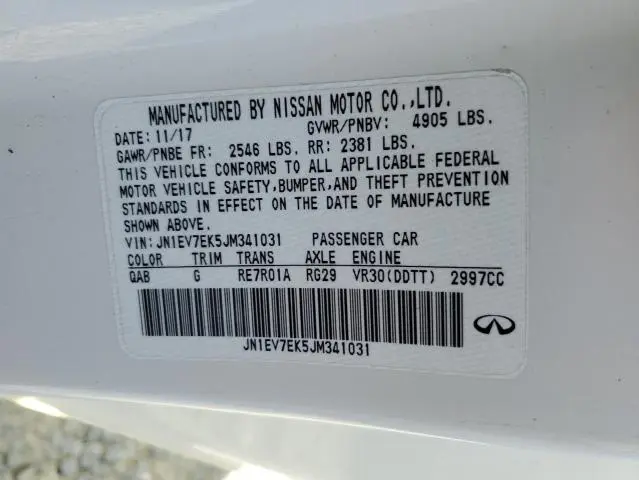 MANUFACTURED BY NISSAN MOTOR CO.,LTD.
DATE: 11/17 GVWR/PNBV: 4905 LBS.
GAWR/PNBE FR: 2546 LBS. RR: 2381 LBS.
THIS VEHICLE CONFORMS TO ALL APPLICABLE FEDERAL
MOTOR VEHICLE SAFETY,BUMPER,AND THEFT PREVENTION
STANDARDS IN EFFECT ON THE DATE OF MANUFACTURE
SHOWN ABOVE.
VIN: JN1EV7EK5JM341031 PASSENGER CAR
COLOR TRIM TRANS AXLE ENGINE
QAB G RE7R01A RG29 VR30(DDTT) 2997CC
JN1EV7EK5JM341031